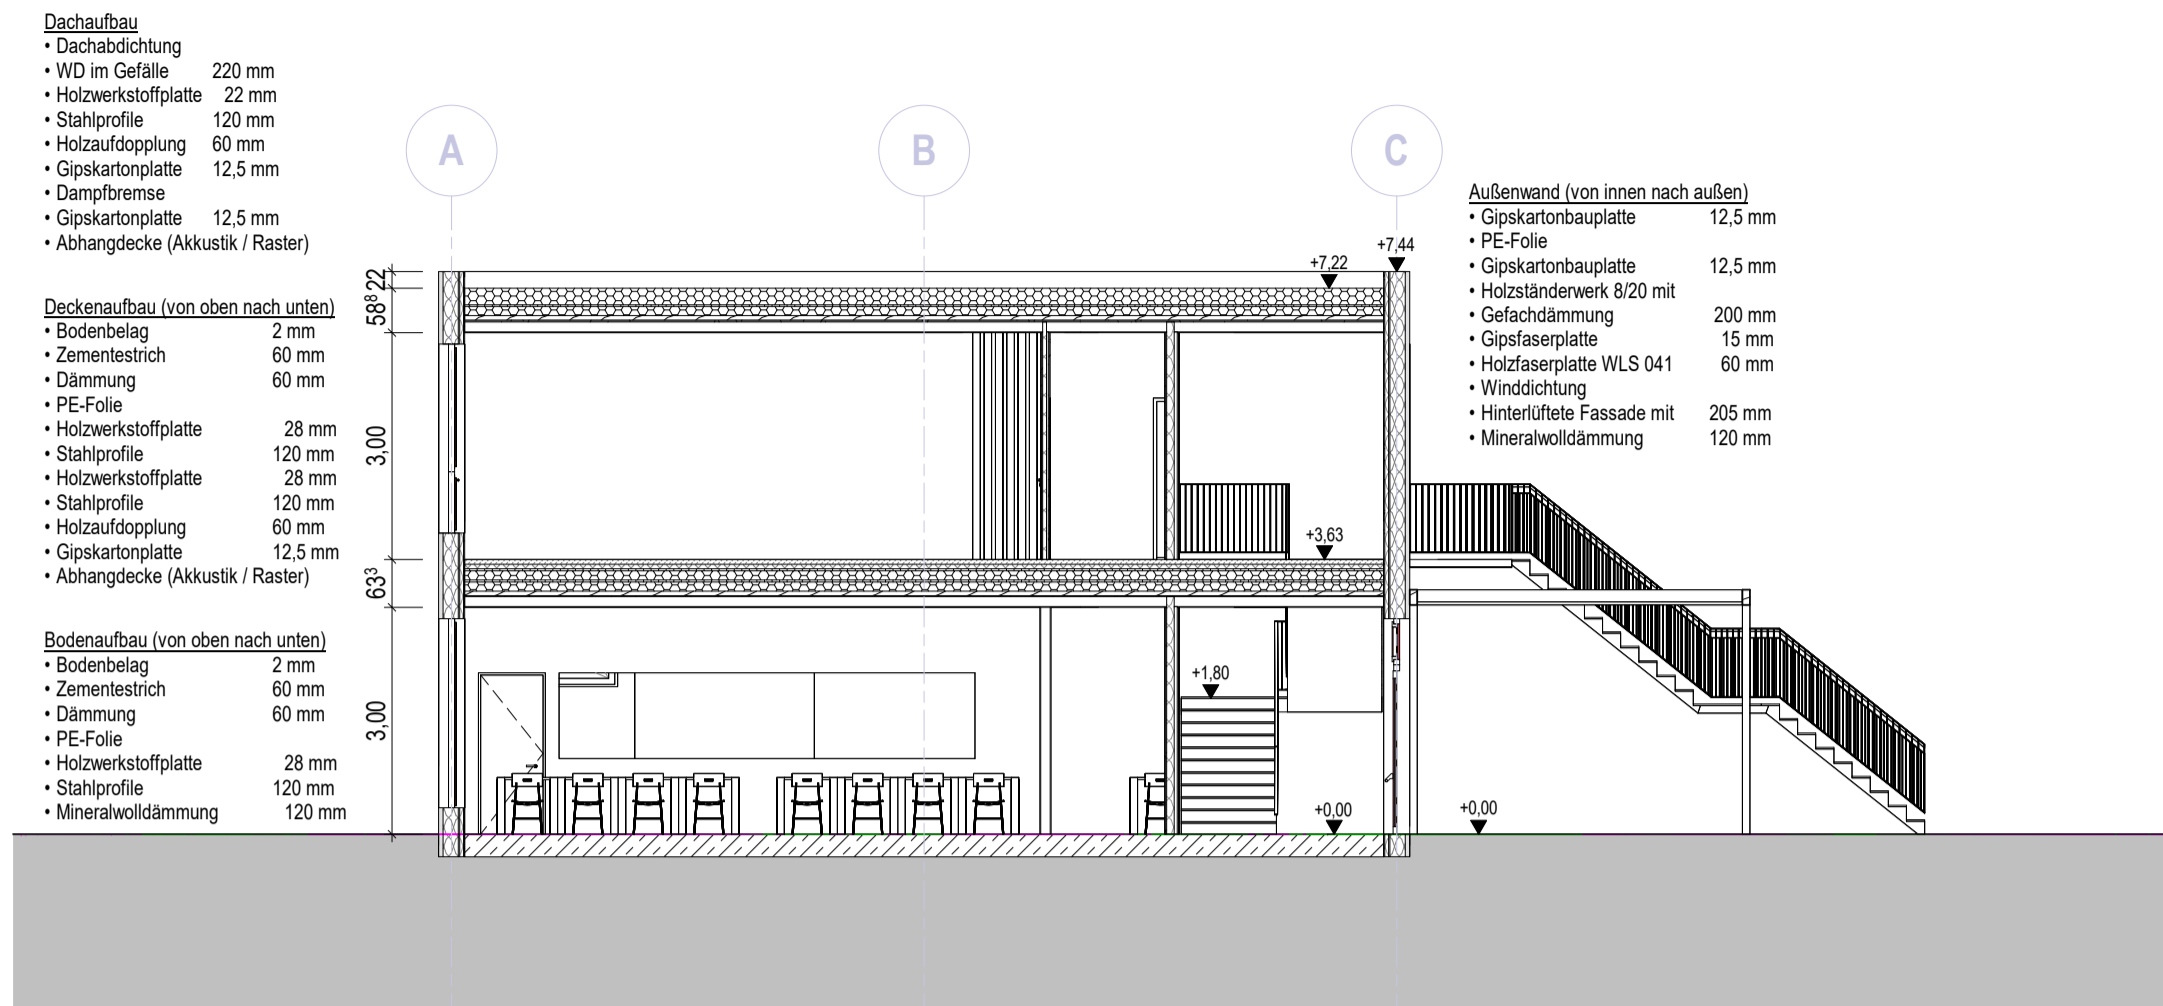 Dachaufbau
• Dachabdichtung
• WD im Gefälle 220 mm
• Holzwerkstoffplatte 22 mm
• Stahlprofile 120 mm
• Holzaufdopplung 60 mm
• Gipskartonplatte 12,5 mm
• Dampfbremse
• Gipskartonplatte 12,5 mm
• Abhangdecke (Akkustik / Raster)
Deckenaufbau (von oben nach unten)
• Bodenbelag 2 mm
• Zementestrich 60 mm
• Dämmung 60 mm
• PE-Folie
• Holzwerkstoffplatte 28 mm
• Stahlprofile 120 mm
• Holzwerkstoffplatte 28 mm
• Stahlprofile 120 mm
• Holzaufdopplung 60 mm
• Gipskartonplatte 12,5 mm
• Abhangdecke (Akkustik / Raster)
Bodenaufbau (von oben nach unten)
• Bodenbelag 2 mm
• Zementestrich 60 mm
• Dämmung 60 mm
• PE-Folie
• Holzwerkstoffplatte 28 mm
• Stahlprofile 120 mm
• Mineralwolldämmung 120 mm
22
58⁸
3,00
63³
3,00
A
B
C
+7,44
+7,22
+3,63
+1,80
+0,00
+0,00
Außenwand (von innen nach außen)
• Gipskartonbauplatte 12,5 mm
• PE-Folie
• Gipskartonbauplatte 12,5 mm
• Holzständerwerk 8/20 mit
• Gefachdämmung 200 mm
• Gipsfaserplatte 15 mm
• Holzfaserplatte WLS 041 60 mm
• Winddichtung
• Hinterlüftete Fassade mit 205 mm
• Mineralwolldämmung 120 mm